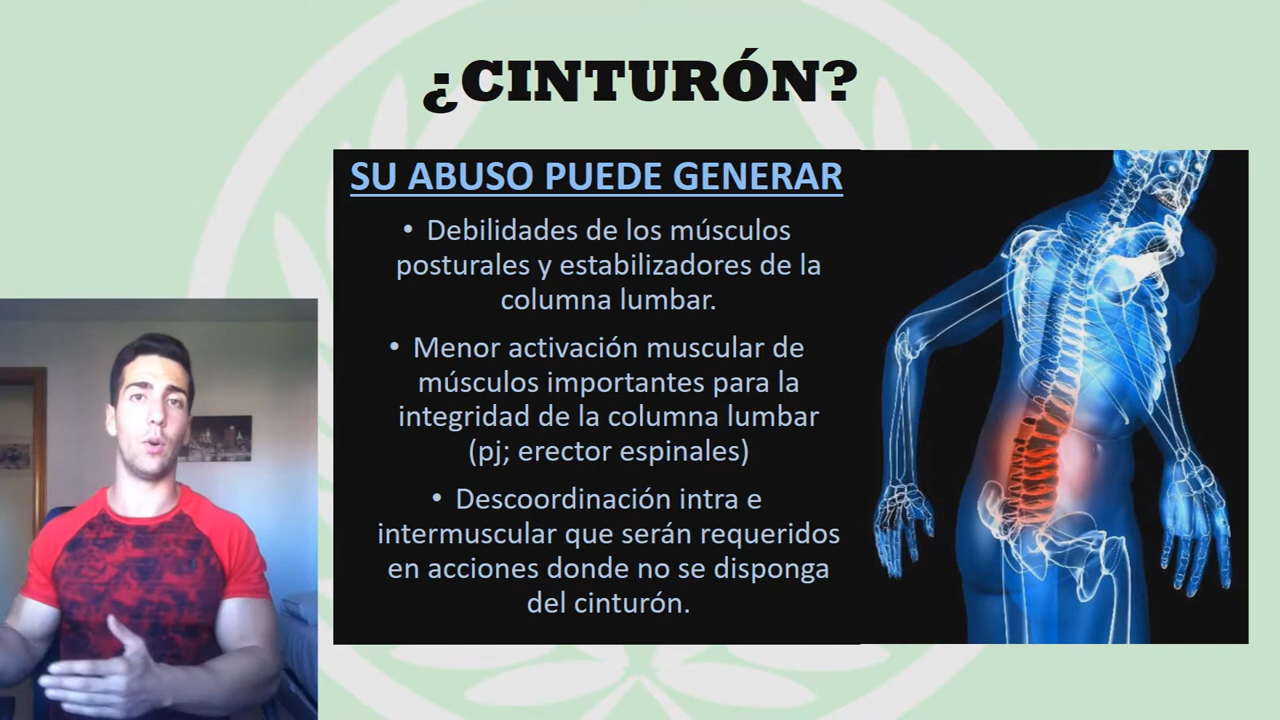 ¿CINTURÓN?
SU ABUSO PUEDE GENERAR
• Debilidades de los músculos
posturales y estabilizadores de la
columna lumbar.
• Menor activación muscular de
músculos importantes para la
integridad de la columna lumbar
(pj; erector espinales)
• Descoordinación intra e
intermuscular que serán requeridos
en acciones donde no se disponga
del cinturón.